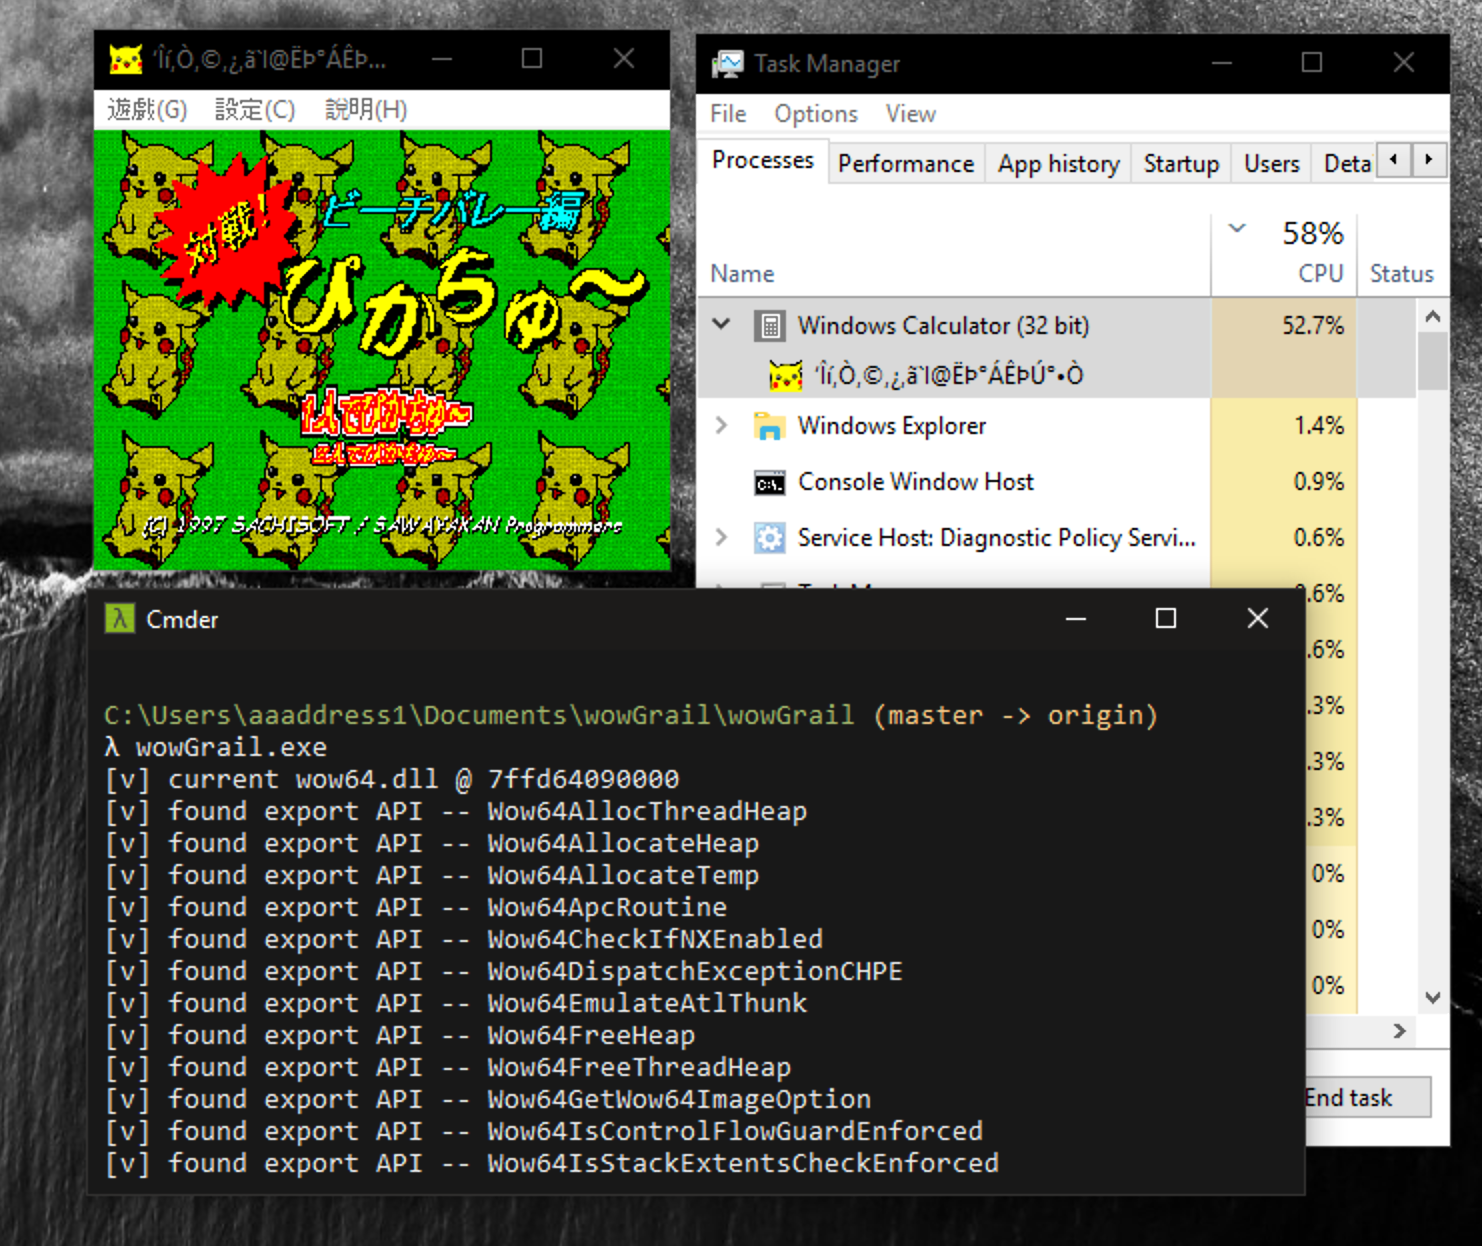 ‘Îí‚Ò‚©‚¿‚ã`l@ËÞ°ÁÊÞ...
遊戲(G) 設定(C) 說明(H)
対戦!
ビーチバレー編
ぴかちゅ〜
1人でぴかちゅ〜
2人でぴかちゅ〜
(C) 1997 SACHISOFT / SAWAYAKAN Programmers
Task Manager
File Options View
Processes Performance App history Startup Users Deta
58%
Name CPU Status
Windows Calculator (32 bit) 52.7%
‘Îí‚Ò‚©‚¿‚ã`l@ËÞ°ÁÊÞÚ°•Ò
Windows Explorer 1.4%
Console Window Host 0.9%
Service Host: Diagnostic Policy Servi... 0.6%
.6%
.6%
.3%
.3%
.3%
0%
0%
0%
End task
Cmder
C:\Users\aaaddress1\Documents\wowGrail\wowGrail (master -> origin)
λ wowGrail.exe
[v] current wow64.dll @ 7ffd64090000
[v] found export API -- Wow64AllocThreadHeap
[v] found export API -- Wow64AllocateHeap
[v] found export API -- Wow64AllocateTemp
[v] found export API -- Wow64ApcRoutine
[v] found export API -- Wow64CheckIfNXEnabled
[v] found export API -- Wow64DispatchExceptionCHPE
[v] found export API -- Wow64EmulateAtlThunk
[v] found export API -- Wow64FreeHeap
[v] found export API -- Wow64FreeThreadHeap
[v] found export API -- Wow64GetWow64ImageOption
[v] found export API -- Wow64IsControlFlowGuardEnforced
[v] found export API -- Wow64IsStackExtentsCheckEnforced